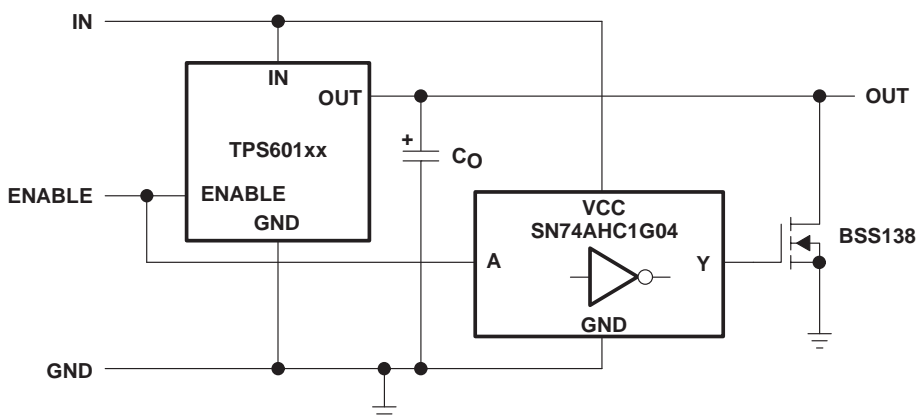 IN
IN
OUT
OUT
TPS601xx
+
CO
ENABLE
ENABLE
GND
VCC
SN74AHC1G04
BSS138
A
Y
GND
GND